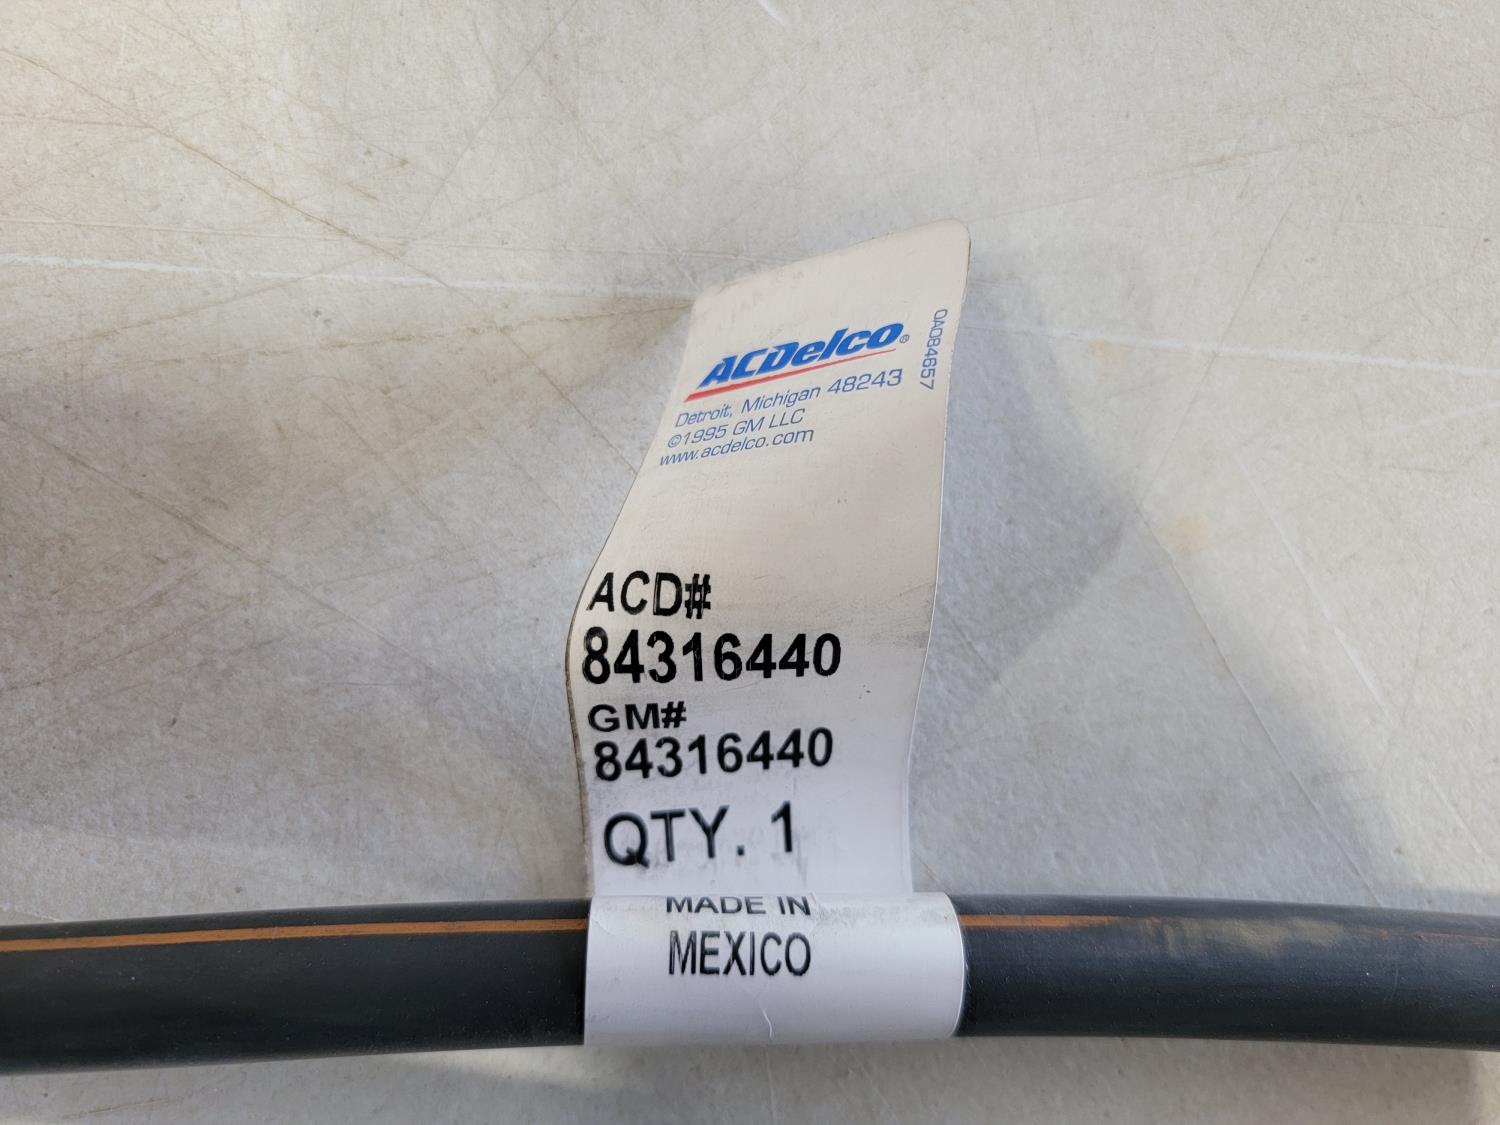 ACDelco®
Detroit, Michigan 48243
©1995 GM LLC
www.acdelco.com
OAD84657
ACD#
84316440
GM#
84316440
QTY. 1
MADE IN
MEXICO